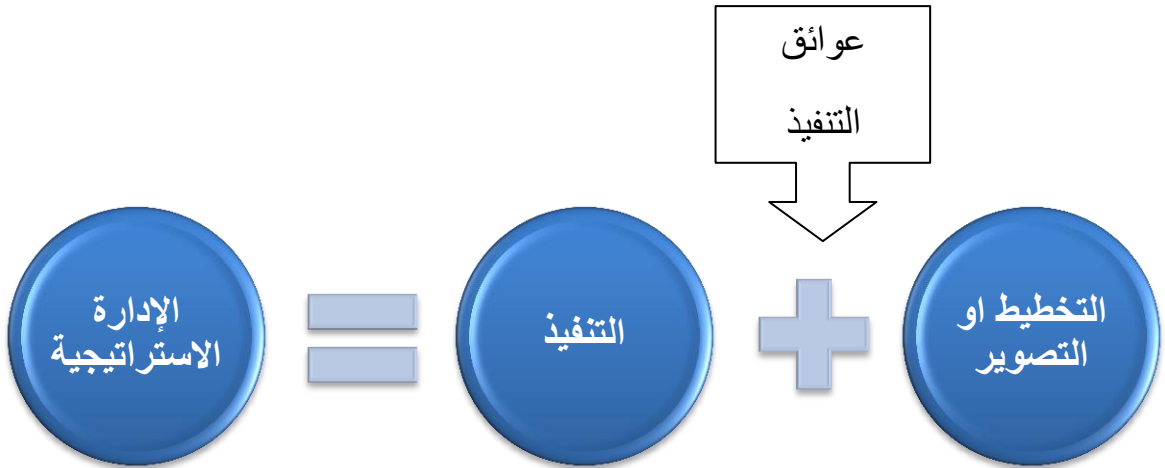 عوائق
التنفيذ
التخطيط او
التصوير
+
التنفيذ
=
الإدارة
الاستراتيجية